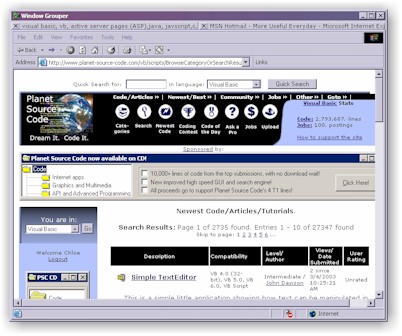 Window Grouper
visual basic, vb, active server pages (ASP),java, javascript,c
MSN Hotmail - More Useful Everyday - Microsoft Internet Ex
File Edit View Favorites Tools Help
Back
Address http://www.planet-source-code.com/vb/scripts/BrowseCategoryOrSearchResu
Links
Quick Search for: in language: Visual Basic Quick Search
Planet Source Code
Dream It. Code It.
Code/Articles» | Newest/Best» | Community» | Jobs» | Other» | Goto» |
Cate- gories
Search
Newest Code
Coding Contest
Code of the Day
Ask a Pro
Jobs
Upload
Visual Basic Stats
Code: 2,793,687. lines
Jobs: 100. postings
How to support the site
Sponsored by:
Planet Source Code now available on CD!
Code
Internet apps
Graphics and Multimedia
API and Advanced Programming
10,000+ lines of code from the top submissions, with no download wait!
New improved high speed GUI and search engine!
All proceeds go to support Planet Source Code's 4 T1 lines!
Click Here!
You are in:
Visual Basic Go
Welcome Chloe
Logout
PSC CD
Code
Newest Code/Articles/Tutorials.
Search Results: Page 1 of 2735 found. Entries 1 - 10 of 27347 found
Skip to page: 1 2 3 4 5 6 ...
Description
Compatibility
Level/ Author
Views/ Date Submitted
User Rating
Simple TextEditor
VB 4.0 (32-bit), VB 5.0, VB 6.0, VB Script
Intermediate / John Dawson
2 since 3/4/2003 10:25:21 AM
Unrated
This is a small application showing how text can be manipulated in